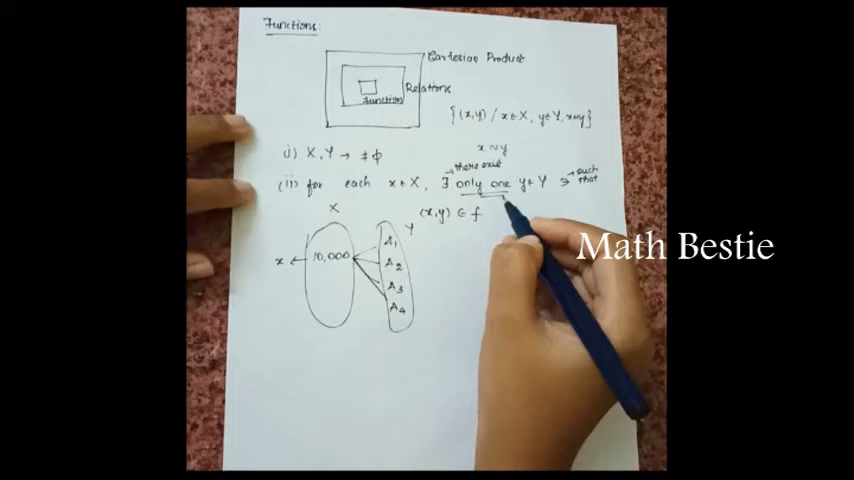 Functions:
Cartesian Product
Relations
Function
{(x,y) / x∈X, y∈Y, x~y}
x~y
i) X, Y → ≠ φ
→ there exist
(ii) for each x∈X, ∃ only one y∈Y ∋ → such that
(x,y) ∈ f
X
Y
x ← 10,000
A1
A2
A3
A4
Math Bestie